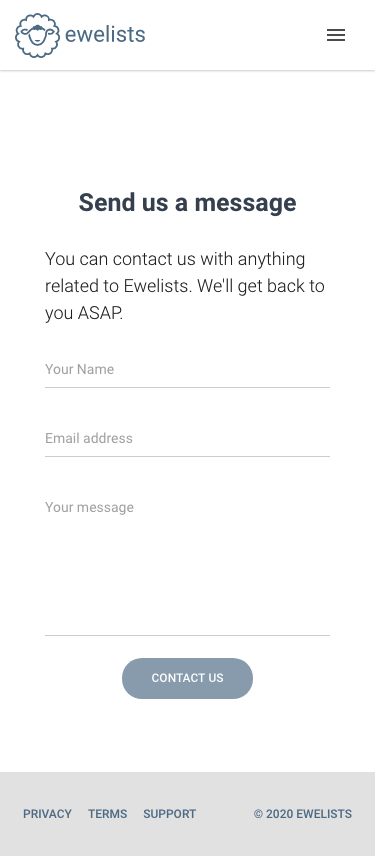 ewelists
Send us a message
You can contact us with anything
related to Ewelists. We'll get back to
you ASAP.
Your Name
Email address
Your message
CONTACT US
PRIVACY TERMS SUPPORT © 2020 EWELISTS